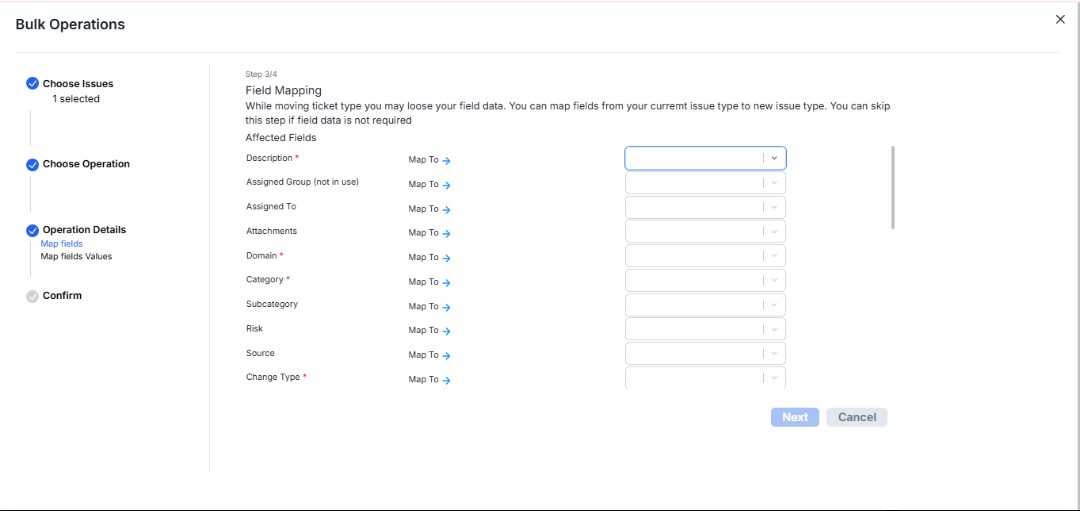 Bulk Operations
Choose Issues
1 selected
Choose Operation
Operation Details
Map fields
Map fields Values
Confirm
Step 3/4
Field Mapping
While moving ticket type you may loose your field data. You can map fields from your curremt issue type to new issue type. You can skip
this step if field data is not required
Affected Fields
Description * Map To →
Assigned Group (not in use) Map To →
Assigned To Map To →
Attachments Map To →
Domain * Map To →
Category * Map To →
Subcategory Map To →
Risk Map To →
Source Map To →
Change Type * Map To →
Next Cancel